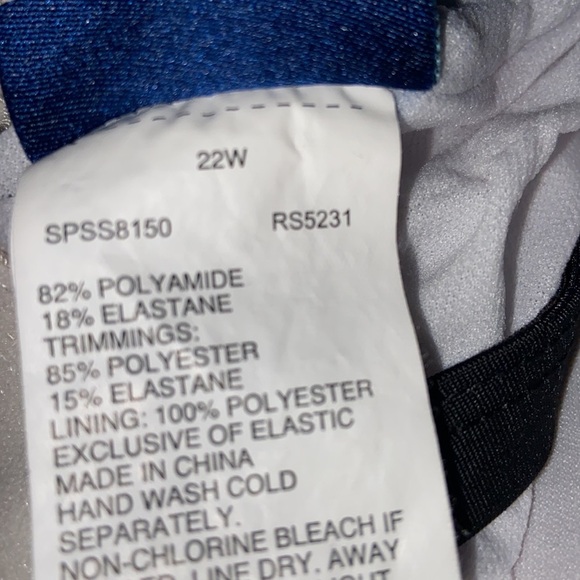 22W
SPSS8150 RS5231
82% POLYAMIDE
18% ELASTANE
TRIMMINGS:
85% POLYESTER
15% ELASTANE
LINING: 100% POLYESTER
EXCLUSIVE OF ELASTIC
MADE IN CHINA
HAND WASH COLD
SEPARATELY.
NON-CHLORINE BLEACH IF
LINE DRY. AWAY